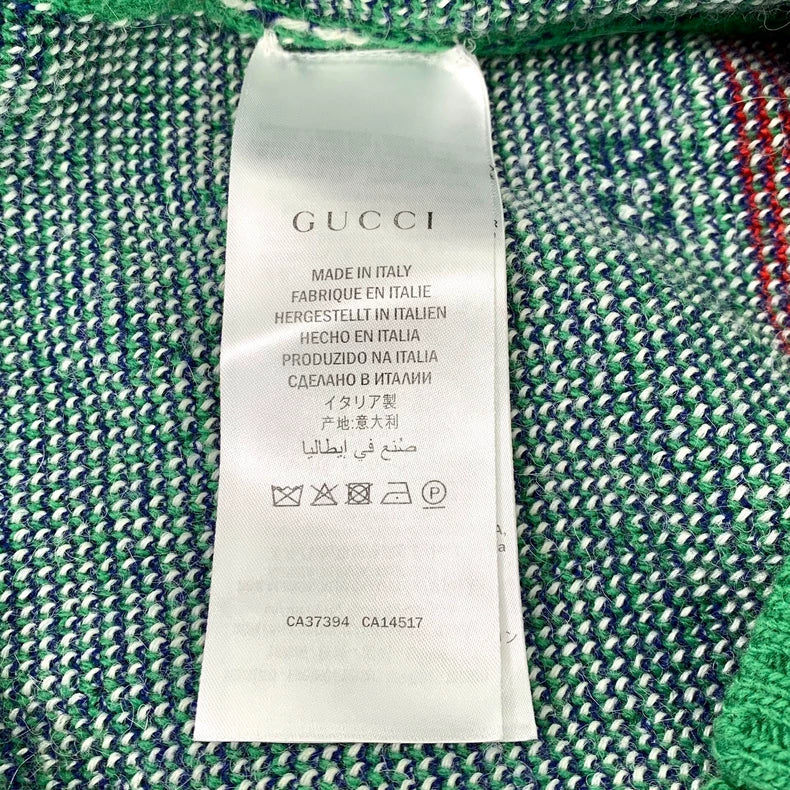 GUCCI
MADE IN ITALY
FABRIQUE EN ITALIE
HERGESTELLT IN ITALIEN
HECHO EN ITALIA
PRODUZIDO NA ITALIA
СДЕЛАНО В ИТАЛИИ
イタリア製
产地:意大利
صُنع في إيطاليا
P
CA37394 CA14517